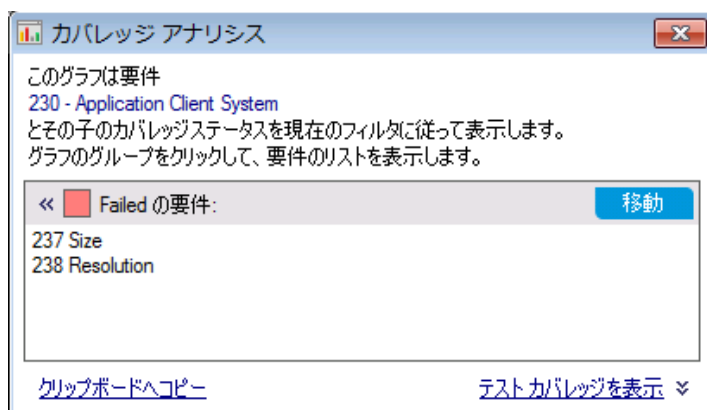 カバレッジ アナリシス
このグラフは要件
230 - Application Client System
とその子のカバレッジステータスを現在のフィルタに従って表示します。
グラフのグループをクリックして、要件のリストを表示します。
« Failed の要件: 移動
237 Size
238 Resolution
クリップボードへコピー テスト カバレッジを表示